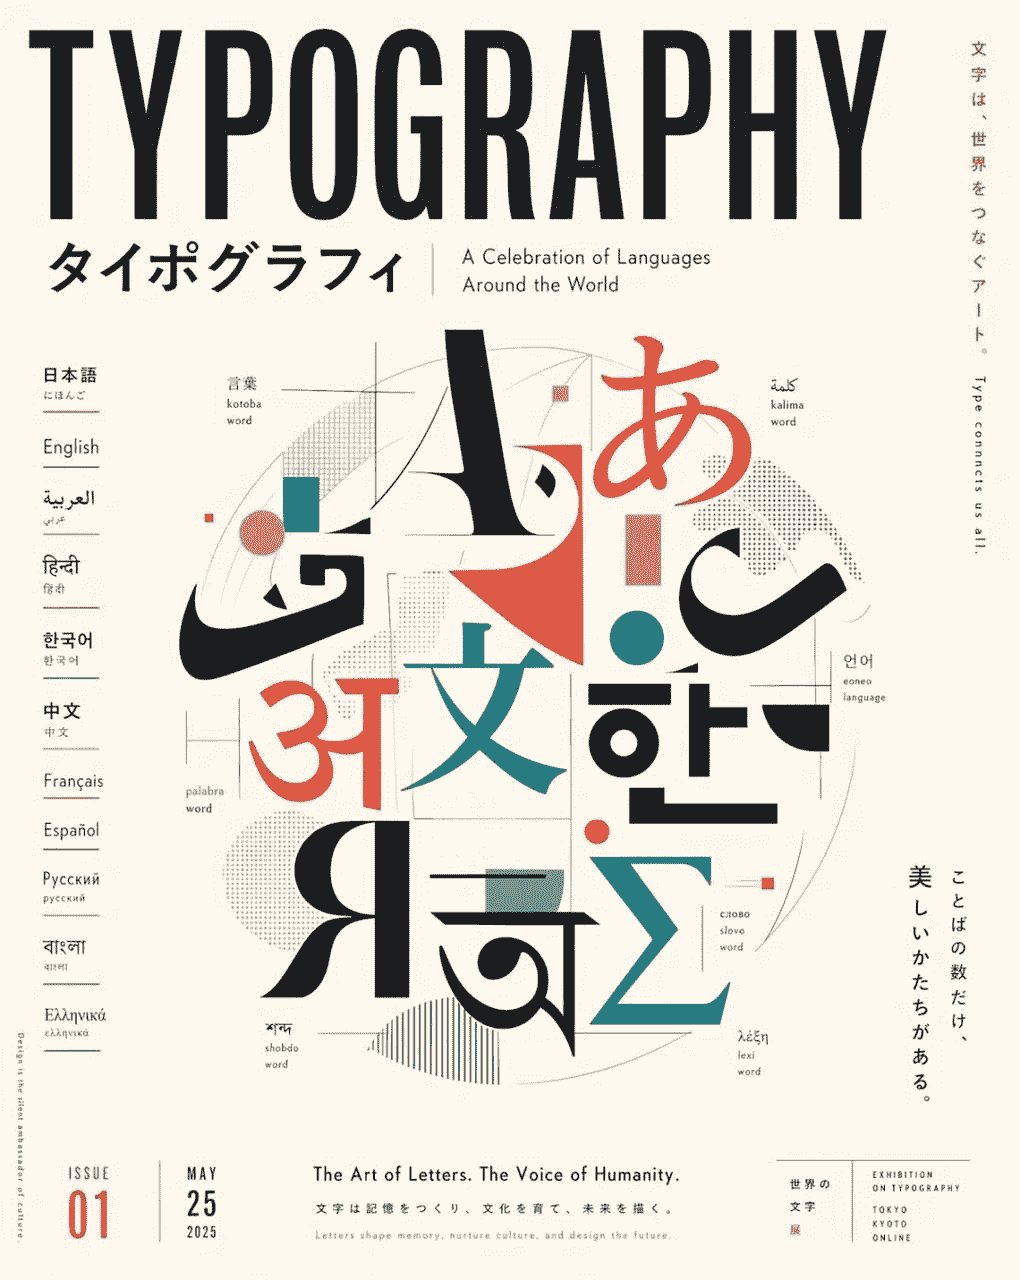 TYPOGRAPHY
タイポグラフィ
A Celebration of Languages
Around the World
文字は、世界をつなぐアート。
Type conncts us all.
日本語
にほんご
English
العربية
عربي
हिन्दी
हिंदी
한국어
한국어
中文
中文
Français
Español
Русский
русский
বাংলা
বাংলা
Ελληνικά
ελληνικά
言葉
kotoba
word
كلمة
kalima
word
언어
eoneo
language
palabra
word
слово
slovo
word
শব্দ
shobdo
word
λέξη
lexi
word
あ
अ
文
한
Я
অ
Σ
ことばの数だけ、
美しいかたちがある。
Design is the silent ambassador of culture.
ISSUE
01
MAY
25
2025
The Art of Letters. The Voice of Humanity.
文字は記憶をつくり、文化を育て、未来を描く。
Letters shape memory, nurture culture, and design the future.
世界の
文字
展
EXHIBITION
ON TYPOGRAPHY
TOKYO
KYOTO
ONLINE